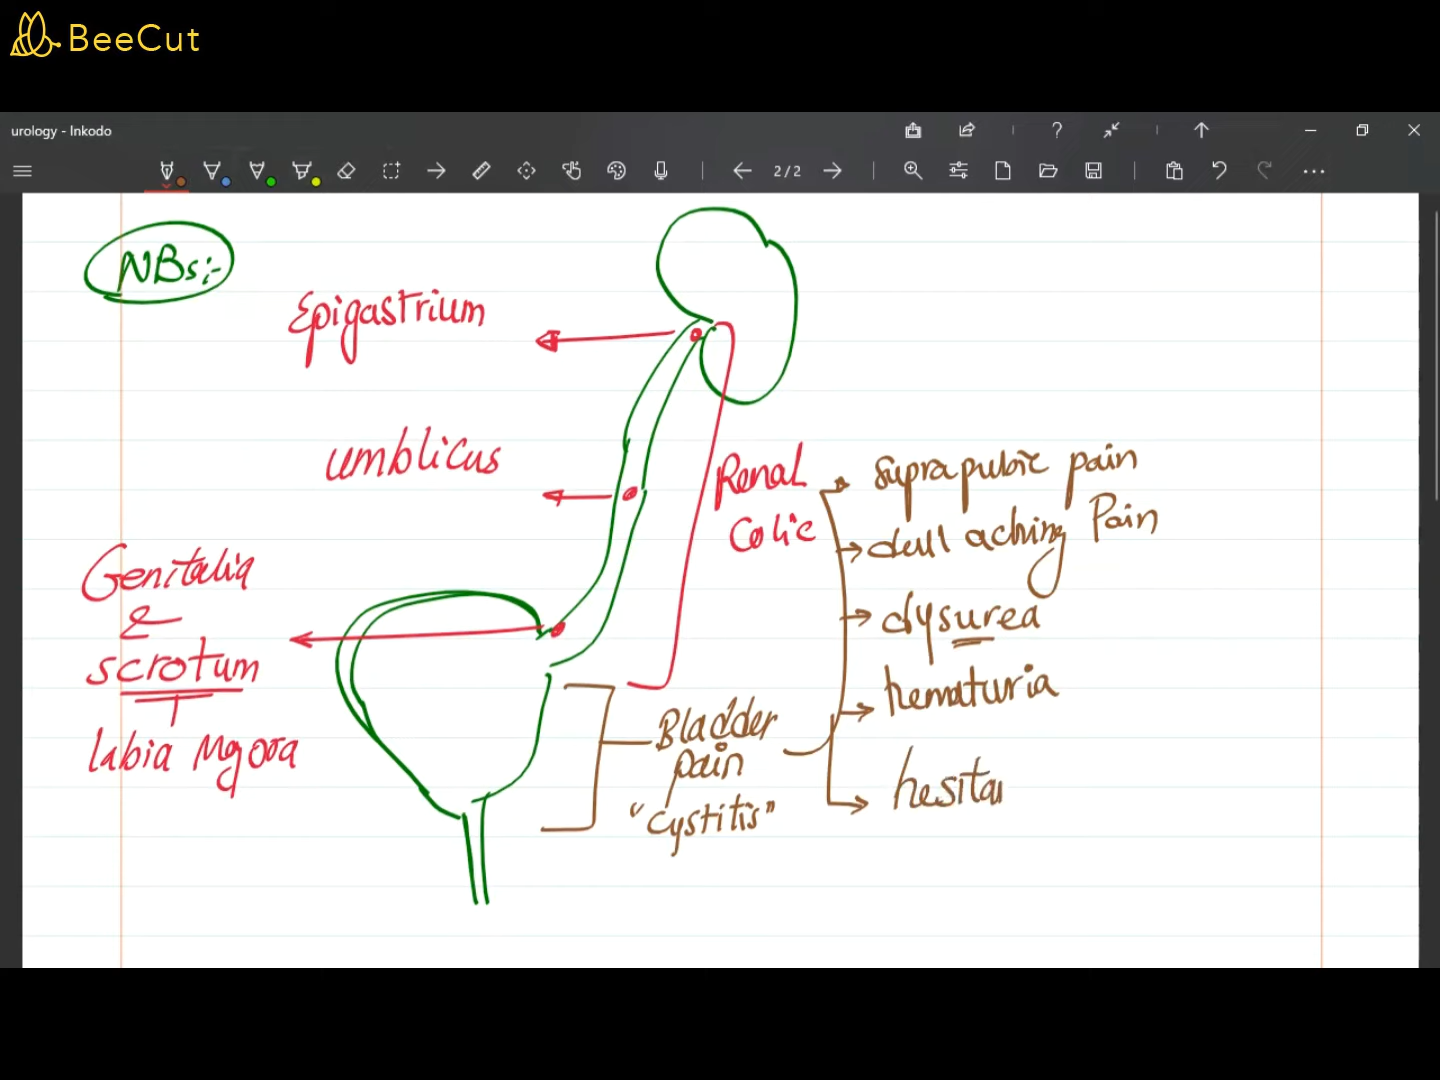 BeeCut
urology - Inkodo
2/2
NBs:-
Epigastrium
umblicus
Renal
Colic
Genitalia
&
scrotum
labia Mgora
Bladder
pain
"Cystitis"
suprapubic pain
dull aching Pain
dysurea
hematuria
hesita